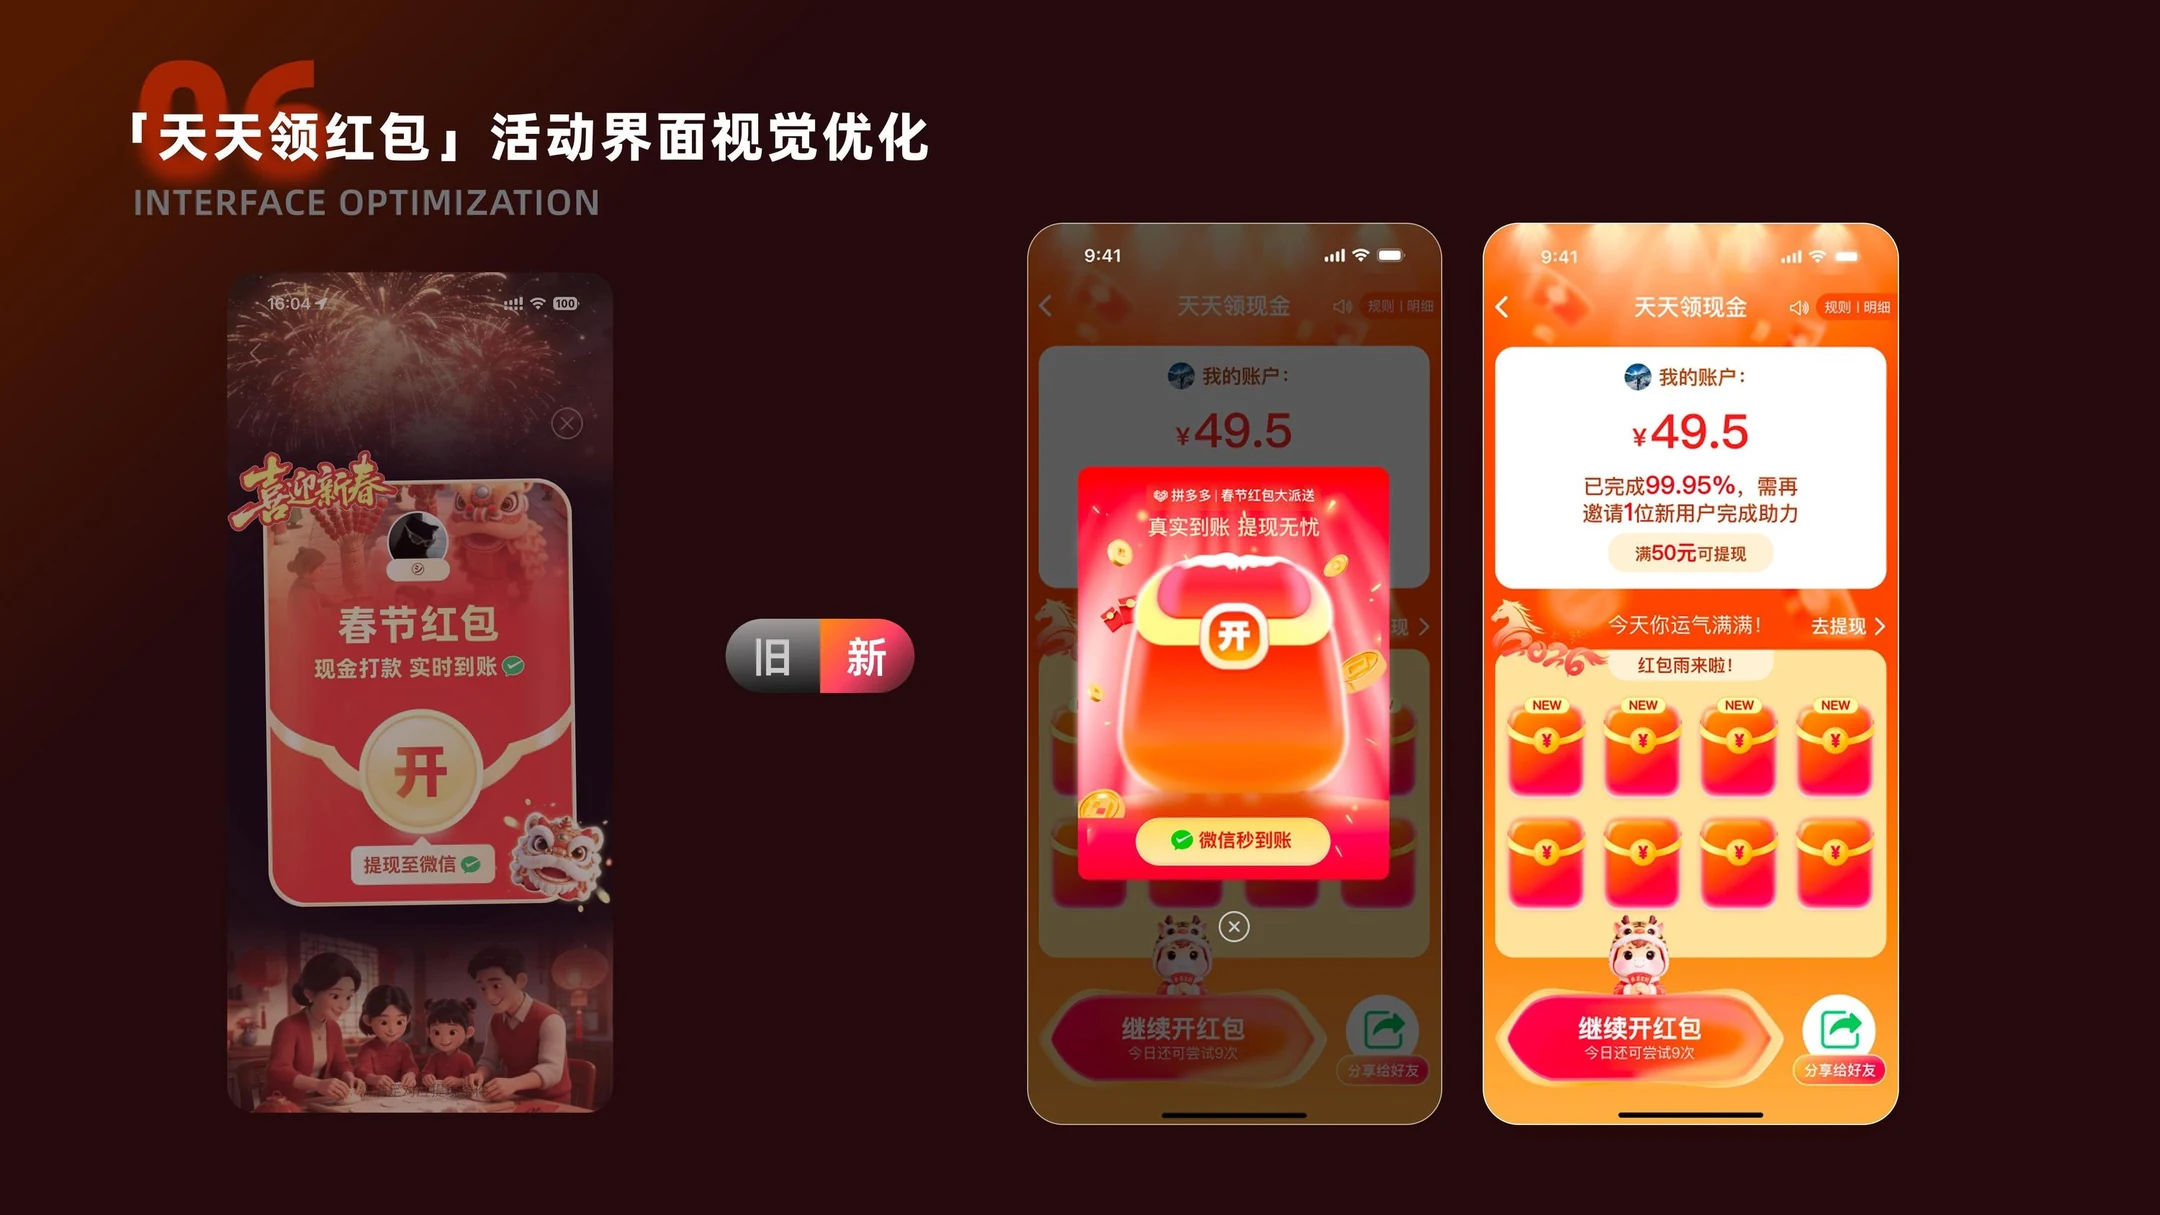 06
「天天领红包」活动界面视觉优化
INTERFACE OPTIMIZATION
16:04
100
喜迎新春
春节红包
现金打款 实时到账
开
提现至微信
旧 新
9:41
天天领现金
规则 | 明细
我的账户：
¥49.5
拼多多 | 春节红包大派送
真实到账 提现无忧
开
现
微信秒到账
继续开红包
今日还可尝试9次
分享给好友
9:41
天天领现金
规则 | 明细
我的账户：
¥49.5
已完成99.95%，需再
邀请1位新用户完成助力
满50元可提现
今天你运气满满！
去提现
2026
红包雨来啦！
NEW NEW NEW NEW
¥ ¥ ¥ ¥
¥ ¥ ¥ ¥
继续开红包
今日还可尝试9次
分享给好友